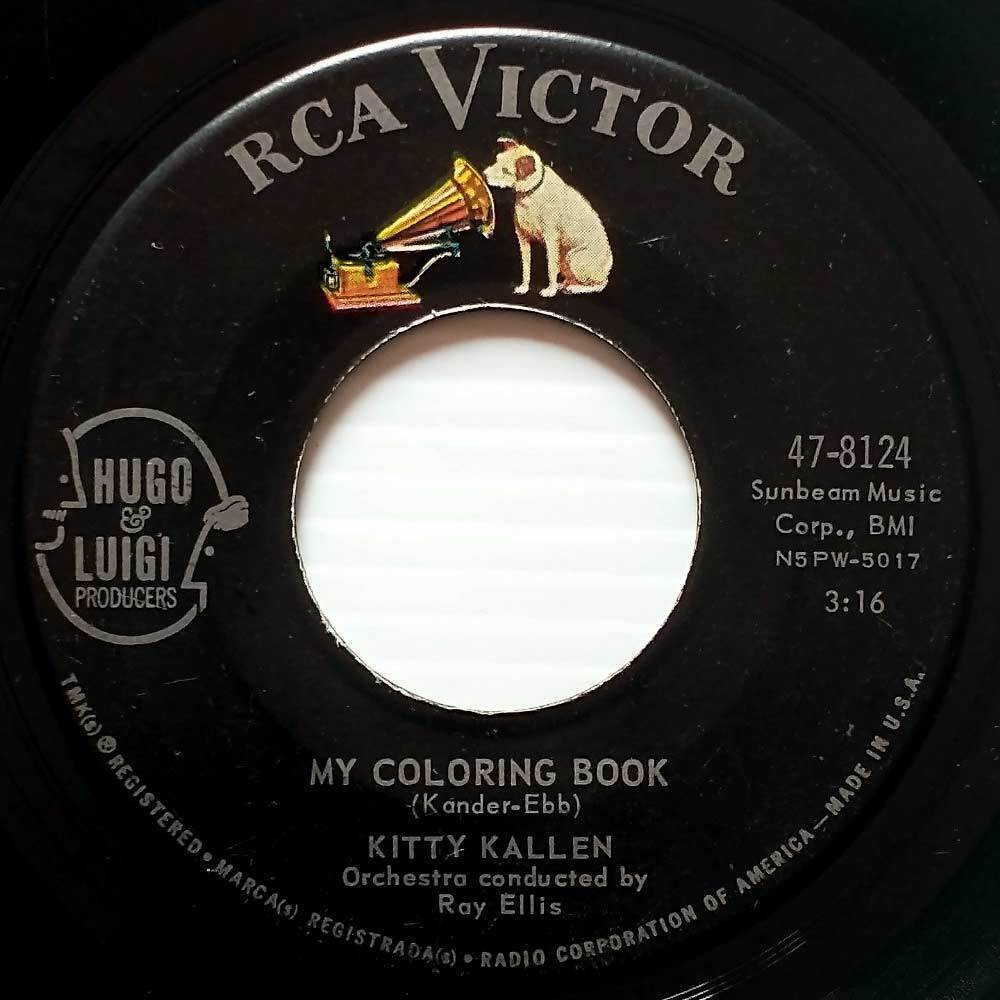 RCA VICTOR
HUGO
&
LUIGI
PRODUCERS
47-8124
Sunbeam Music
Corp., BMI
N5PW-5017
3:16
MY COLORING BOOK
(Kander-Ebb)
KITTY KALLEN
Orchestra conducted by
Ray Ellis
TMK(s) ® REGISTERED • MARCA(s) REGISTRADA(s) • RADIO CORPORATION OF AMERICA—MADE IN U.S.A.